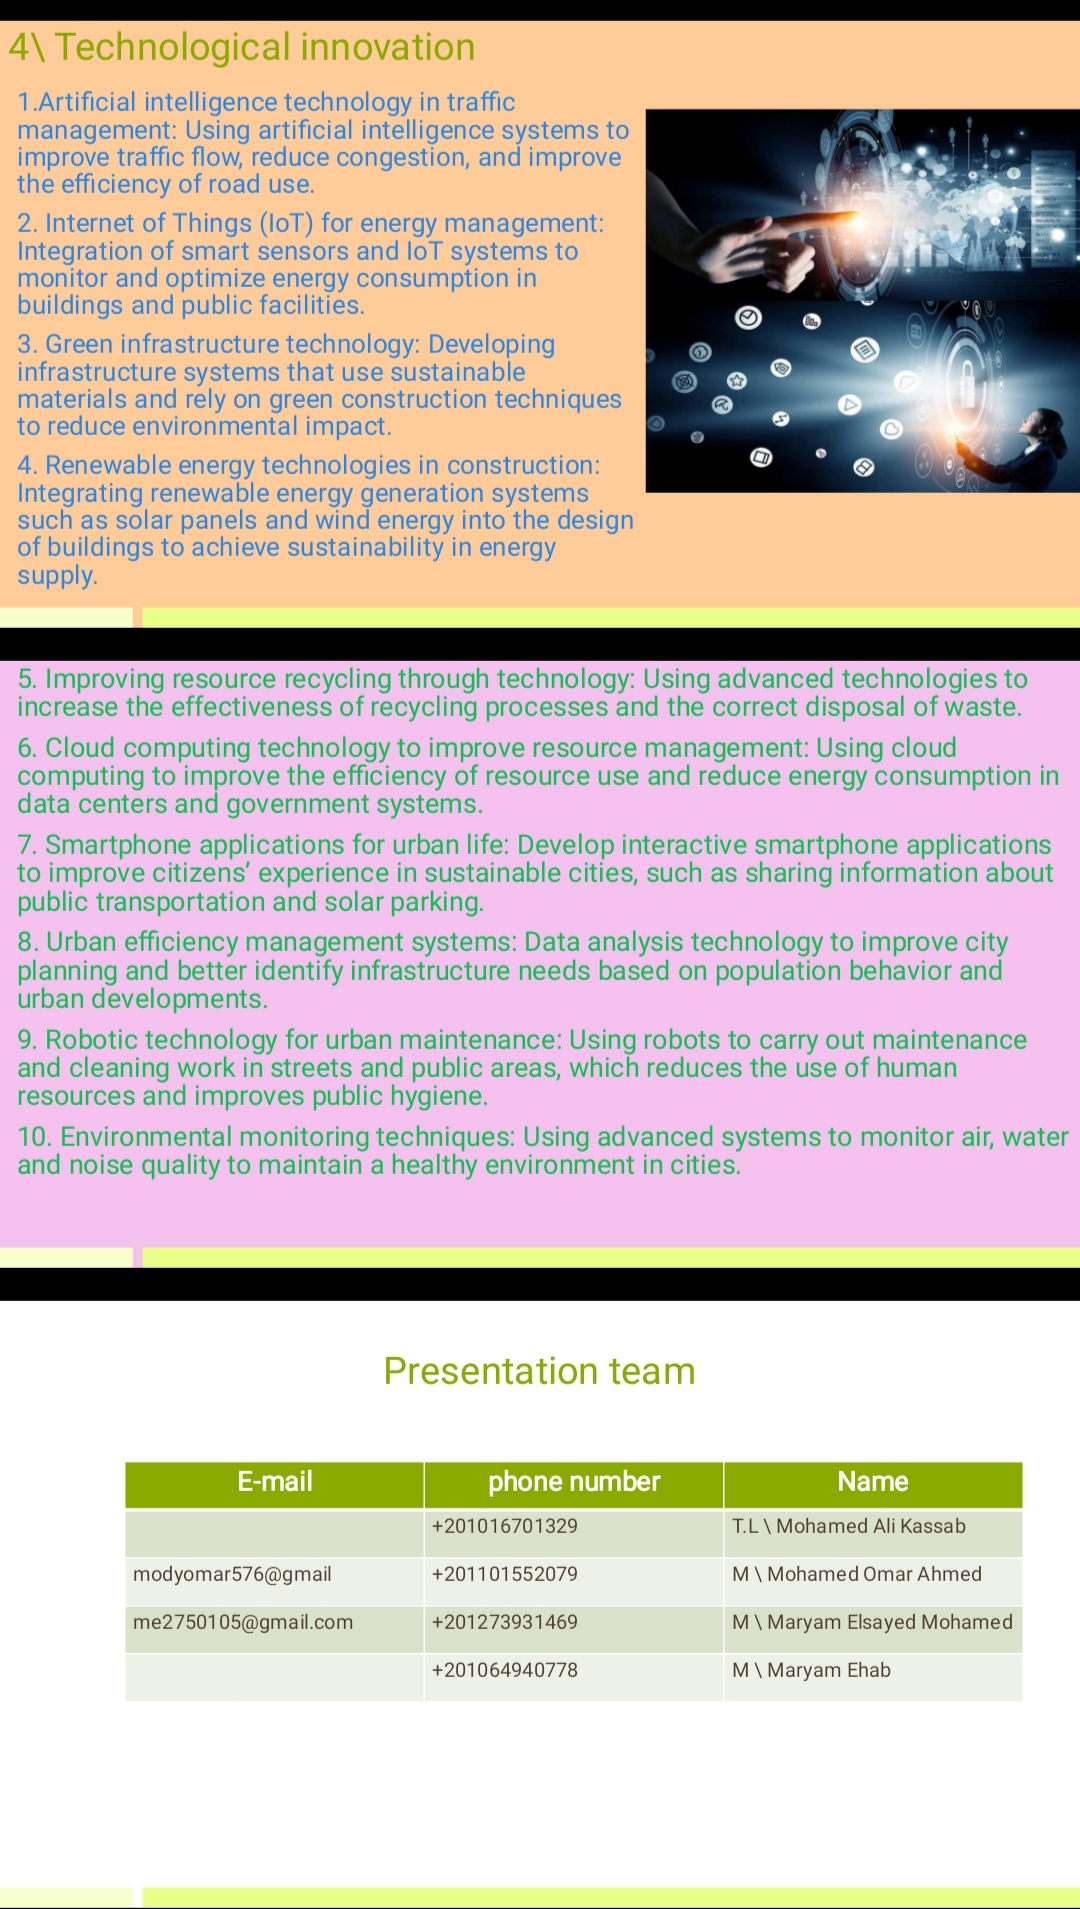 4\ Technological innovation
1.Artificial intelligence technology in traffic
management: Using artificial intelligence systems to
improve traffic flow, reduce congestion, and improve
the efficiency of road use.
2. Internet of Things (IoT) for energy management:
Integration of smart sensors and IoT systems to
monitor and optimize energy consumption in
buildings and public facilities.
3. Green infrastructure technology: Developing
infrastructure systems that use sustainable
materials and rely on green construction techniques
to reduce environmental impact.
4. Renewable energy technologies in construction:
Integrating renewable energy generation systems
such as solar panels and wind energy into the design
of buildings to achieve sustainability in energy
supply.
5. Improving resource recycling through technology: Using advanced technologies to
increase the effectiveness of recycling processes and the correct disposal of waste.
6. Cloud computing technology to improve resource management: Using cloud
computing to improve the efficiency of resource use and reduce energy consumption in
data centers and government systems.
7. Smartphone applications for urban life: Develop interactive smartphone applications
to improve citizens’ experience in sustainable cities, such as sharing information about
public transportation and solar parking.
8. Urban efficiency management systems: Data analysis technology to improve city
planning and better identify infrastructure needs based on population behavior and
urban developments.
9. Robotic technology for urban maintenance: Using robots to carry out maintenance
and cleaning work in streets and public areas, which reduces the use of human
resources and improves public hygiene.
10. Environmental monitoring techniques: Using advanced systems to monitor air, water
and noise quality to maintain a healthy environment in cities.
Presentation team
E-mail phone number Name
+201016701329 T.L \ Mohamed Ali Kassab
modyomar576@gmail +201101552079 M \ Mohamed Omar Ahmed
me2750105@gmail.com +201273931469 M \ Maryam Elsayed Mohamed
+201064940778 M \ Maryam Ehab